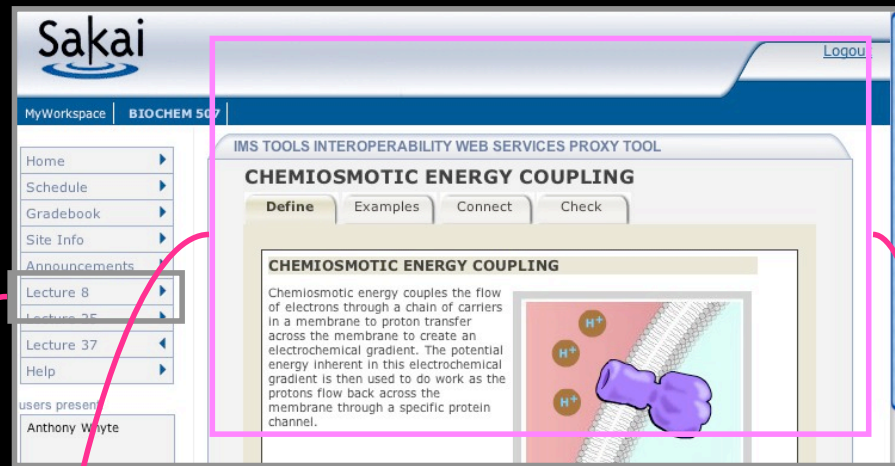 Sakai
Logout
MyWorkspace BIOCHEM 507
IMS TOOLS INTEROPERABILITY WEB SERVICES PROXY TOOL
Home
Schedule
Gradebook
Site Info
Announcements
Lecture 8
Lecture 25
Lecture 37
Help
users present
Anthony Whyte
CHEMIOSMOTIC ENERGY COUPLING
Define Examples Connect Check
CHEMIOSMOTIC ENERGY COUPLING
Chemiosmotic energy couples the flow
of electrons through a chain of carriers
in a membrane to proton transfer
across the membrane to create an
electrochemical gradient. The potential
energy inherent in this electrochemical
gradient is then used to do work as the
protons flow back across the
membrane through a specific protein
channel.
H+
H+
H+